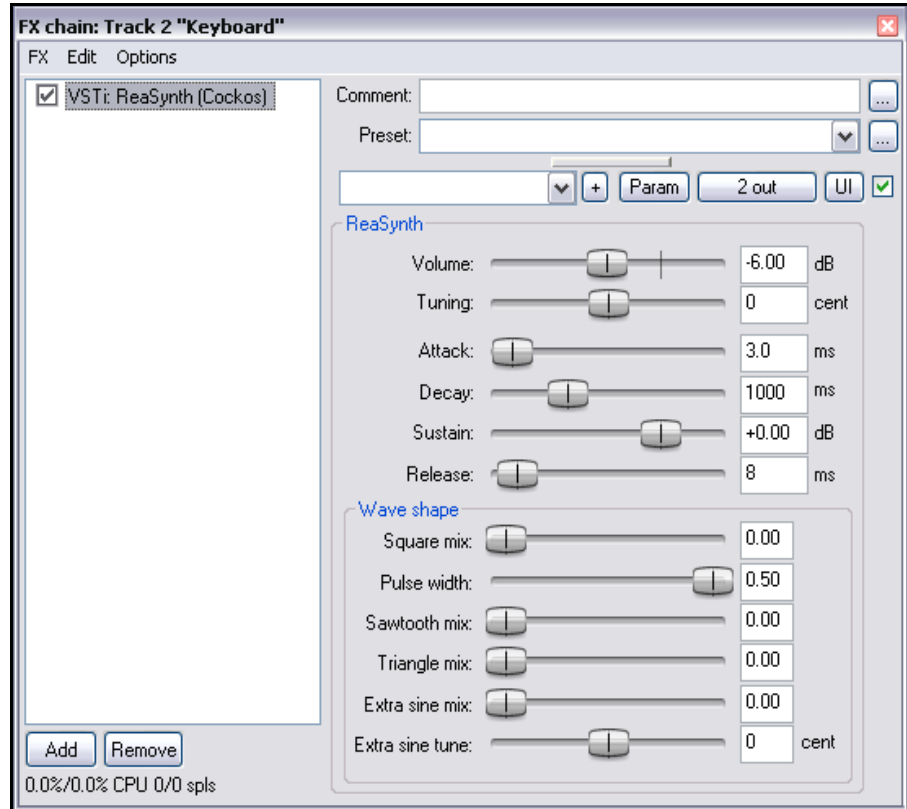 FX chain: Track 2 "Keyboard"
FX Edit Options
VSTi: ReaSynth (Cockos)
Comment: ...
Preset: ...
+ Param 2 out UI
ReaSynth
Volume: -6.00 dB
Tuning: 0 cent
Attack: 3.0 ms
Decay: 1000 ms
Sustain: +0.00 dB
Release: 8 ms
Wave shape
Square mix: 0.00
Pulse width: 0.50
Sawtooth mix: 0.00
Triangle mix: 0.00
Extra sine mix: 0.00
Extra sine tune: 0 cent
Add Remove
0.0%/0.0% CPU 0/0 spls